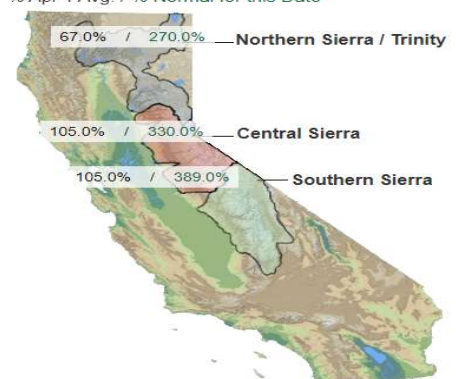 % Apr 1 Avg. / % Normal for this Date
67.0% / 270.0% Northern Sierra / Trinity
105.0% / 330.0% Central Sierra
105.0% / 389.0% Southern Sierra